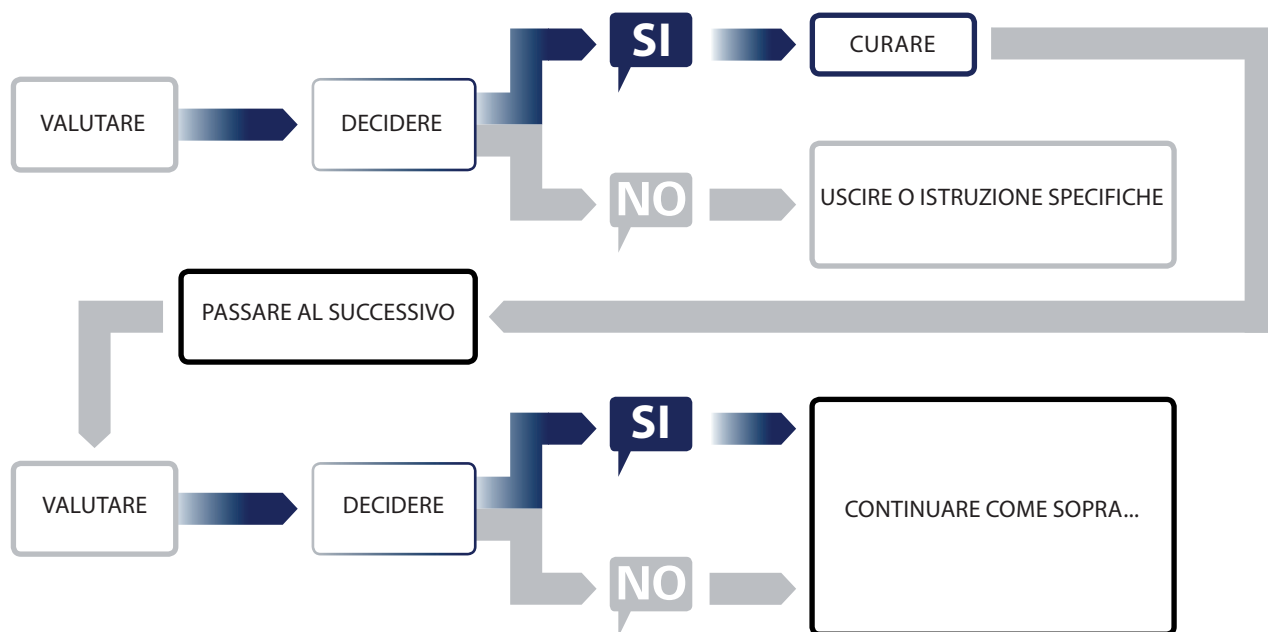 SI
CURARE
VALUTARE
DECIDERE
NO
USCIRE O ISTRUZIONE SPECIFICHE
PASSARE AL SUCCESSIVO
SI
VALUTARE
DECIDERE
CONTINUARE COME SOPRA...
NO